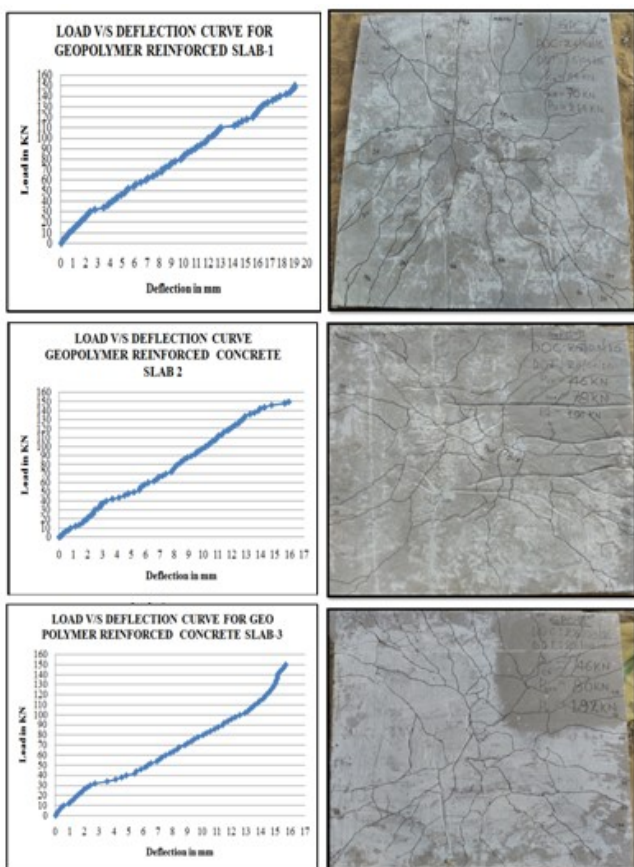 LOAD V/S DEFLECTION CURVE FOR
GEOPOLYMER REINFORCED SLAB-1
160
150
140
130
120
110
100
90
80
70
60
50
40
30
20
10
0
Load in KN
0 1 2 3 4 5 6 7 8 9 10 11 12 13 14 15 16 17 18 19 20
Deflection in mm
LOAD V/S DEFLECTION CURVE
GEOPOLYMER REINFORCED CONCRETE
SLAB 2
160
150
140
130
120
110
100
90
80
70
60
50
40
30
20
10
0
Load in KN
0 1 2 3 4 5 6 7 8 9 10 11 12 13 14 15 16 17
Deflection in mm
46KN
LOAD V/S DEFLECTION CURVE FOR GEO
POLYMER REINFORCED CONCRETE SLAB-3
160
150
140
130
120
110
100
90
80
70
60
50
40
30
20
10
0
Load in KN
0 1 2 3 4 5 6 7 8 9 10 11 12 13 14 15 16 17
Deflection in mm
46KN
80KN
192KN